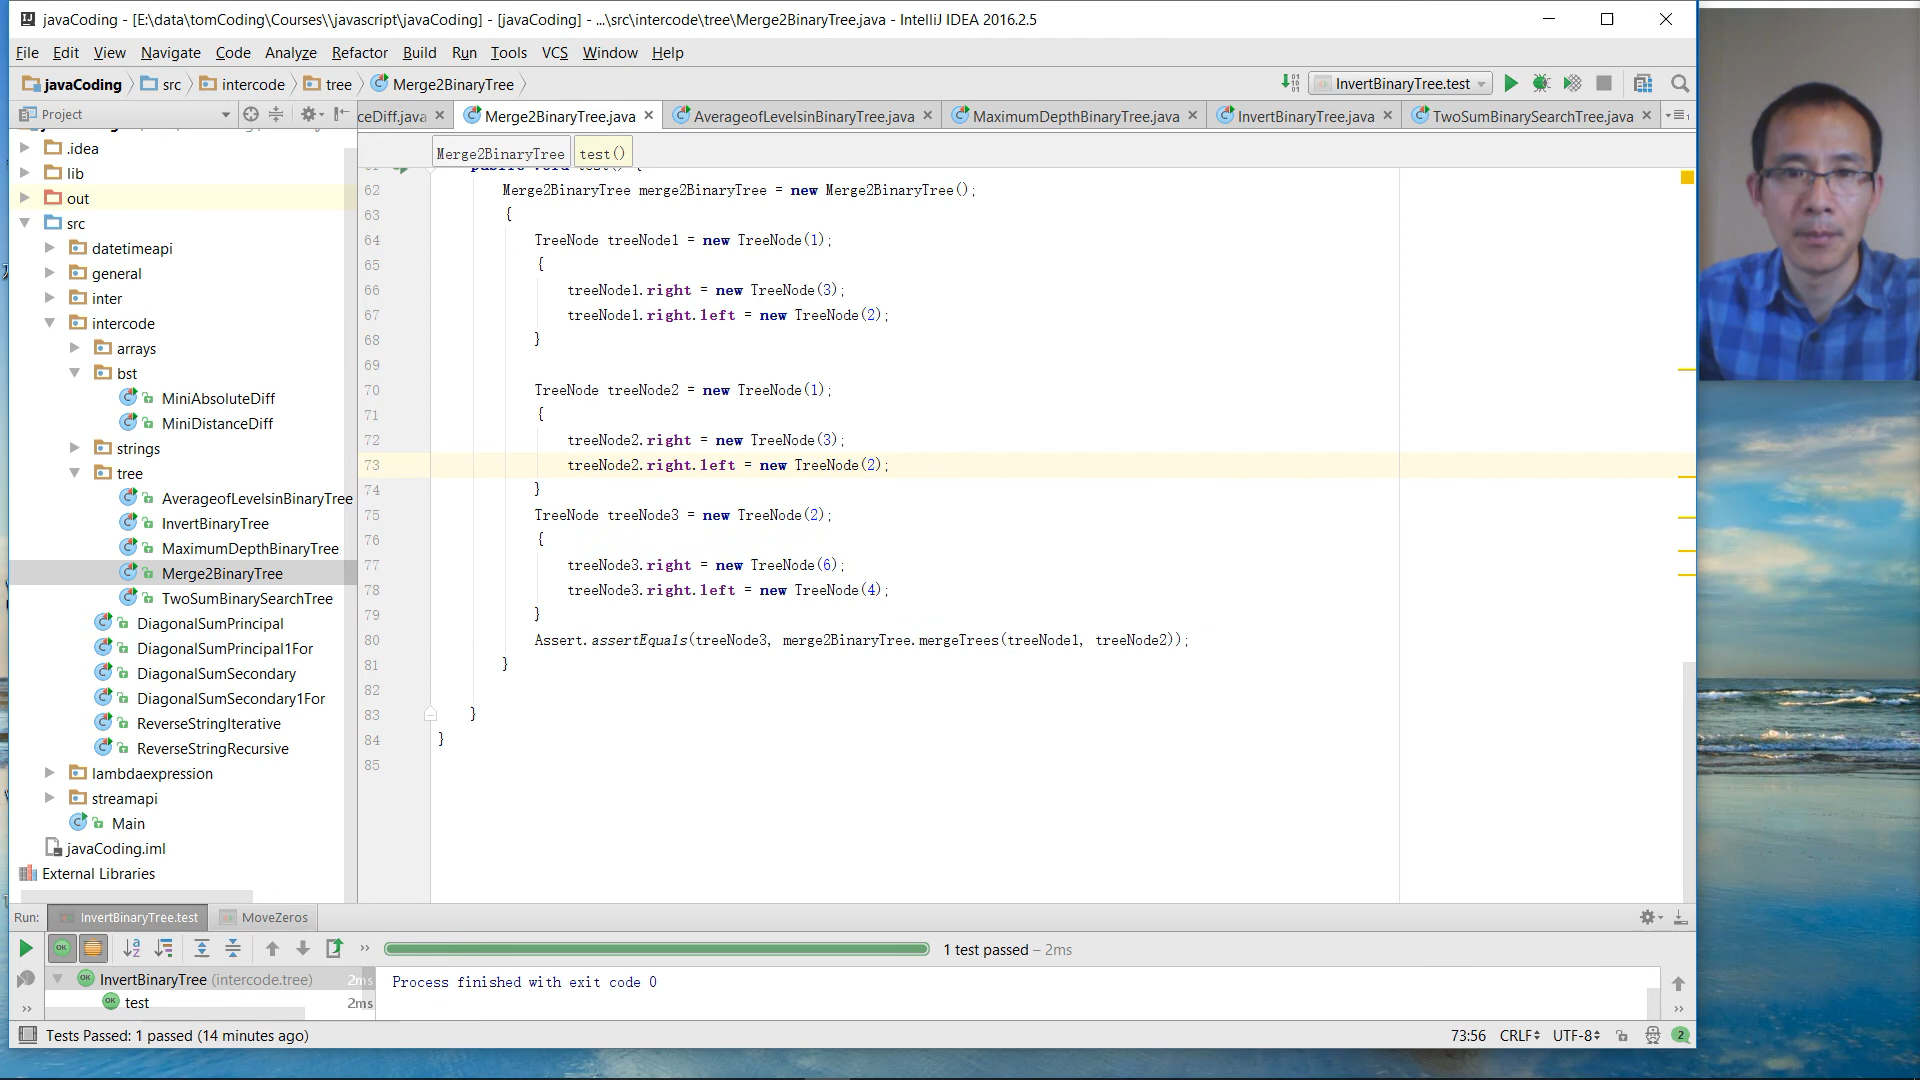 javaCoding - [E:\data\tomCoding\Courses\\javascript\javaCoding] - [javaCoding] - ...\src\intercode\tree\Merge2BinaryTree.java - IntelliJ IDEA 2016.2.5
File Edit View Navigate Code Analyze Refactor Build Run Tools VCS Window Help
javaCoding src intercode tree Merge2BinaryTree InvertBinaryTree.test
Project
ceDiff.java Merge2BinaryTree.java AverageofLevelsinBinaryTree.java MaximumDepthBinaryTree.java InvertBinaryTree.java TwoSumBinarySearchTree.java
Merge2BinaryTree test()
.idea
lib
out
src
datetimeapi
general
inter
intercode
arrays
bst
MiniAbsoluteDiff
MiniDistanceDiff
strings
tree
AverageofLevelsinBinaryTree
InvertBinaryTree
MaximumDepthBinaryTree
Merge2BinaryTree
TwoSumBinarySearchTree
DiagonalSumPrincipal
DiagonalSumPrincipal1For
DiagonalSumSecondary
DiagonalSumSecondary1For
ReverseStringIterative
ReverseStringRecursive
lambdaexpression
streamapi
Main
javaCoding.iml
External Libraries
62 Merge2BinaryTree merge2BinaryTree = new Merge2BinaryTree();
63 {
64 TreeNode treeNode1 = new TreeNode(1);
65 {
66 treeNode1.right = new TreeNode(3);
67 treeNode1.right.left = new TreeNode(2);
68 }
69
70 TreeNode treeNode2 = new TreeNode(1);
71 {
72 treeNode2.right = new TreeNode(3);
73 treeNode2.right.left = new TreeNode(2);
74 }
75 TreeNode treeNode3 = new TreeNode(2);
76 {
77 treeNode3.right = new TreeNode(6);
78 treeNode3.right.left = new TreeNode(4);
79 }
80 Assert.assertEquals(treeNode3, merge2BinaryTree.mergeTrees(treeNode1, treeNode2));
81 }
82
83 }
84 }
85
Run: InvertBinaryTree.test MoveZeros
1 test passed – 2ms
InvertBinaryTree (intercode.tree) 2ms
test 2ms
Process finished with exit code 0
Tests Passed: 1 passed (14 minutes ago) 73:56 CRLF UTF-8 2